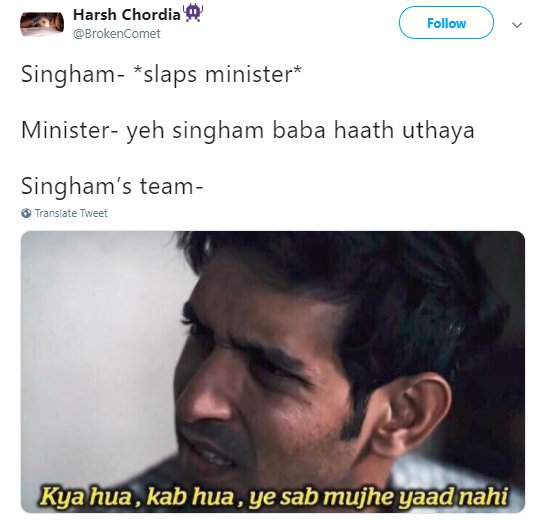 Harsh Chordia
@BrokenComet
Follow
Singham- *slaps minister*
Minister- yeh singham baba haath uthaya
Singham’s team-
Translate Tweet
Kya hua , kab hua , ye sab mujhe yaad nahi